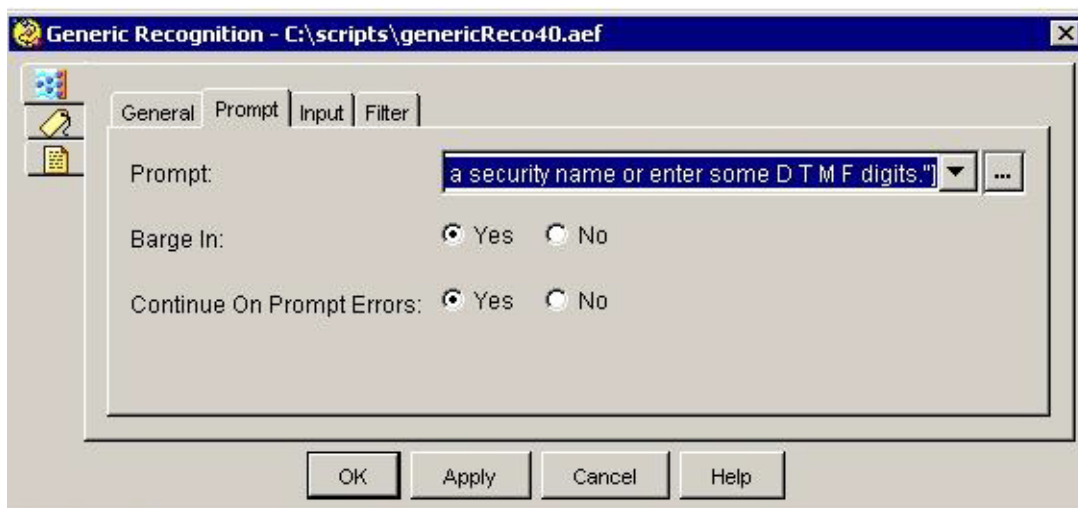 Generic Recognition - C:\scripts\genericReco40.aef
General Prompt Input Filter
Prompt: a security name or enter some D T M F digits."] ...
Barge In: Yes No
Continue On Prompt Errors: Yes No
OK Apply Cancel Help